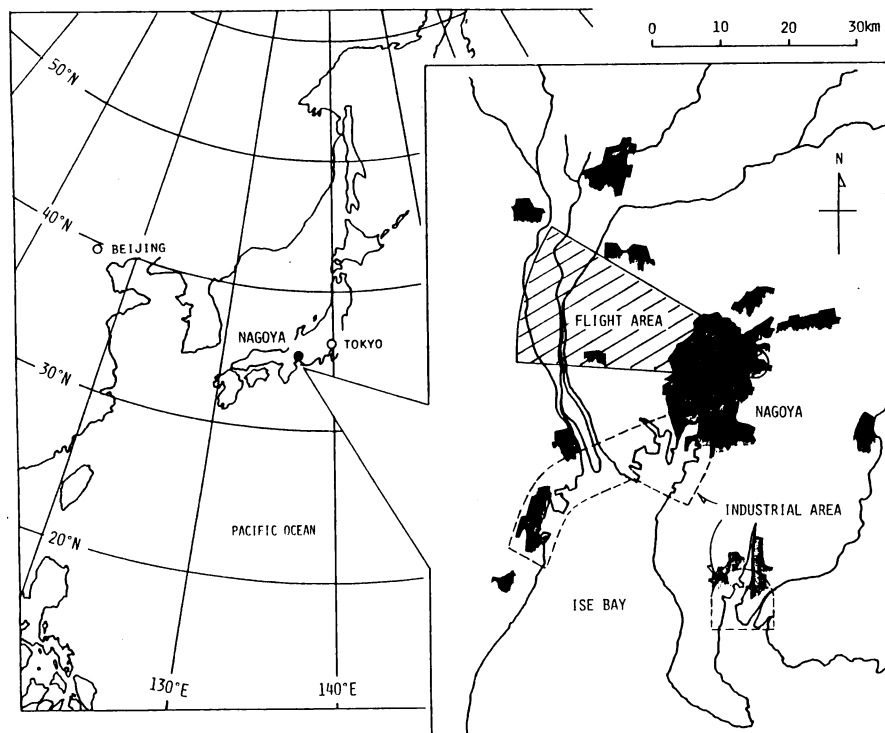 0 10 20 30km
50°N
N
40°N
BEIJING
FLIGHT AREA
NAGOYA
TOKYO
30°N
NAGOYA
INDUSTRIAL AREA
PACIFIC OCEAN
20°N
ISE BAY
130°E
140°E